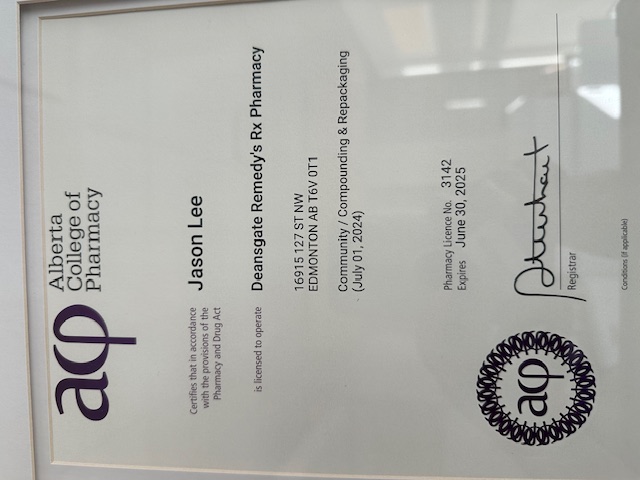 acp
Alberta
College of
Pharmacy
Certifies that in accordance
with the provisions of the
Pharmacy and Drug Act
Jason Lee
is licensed to operate
Deansgate Remedy's Rx Pharmacy
16915 127 ST NW
EDMONTON AB T6V 0T1
Community / Compounding & Repackaging
(July 01, 2024)
Pharmacy Licence No. 3142
Expires June 30, 2025
Registrar
acp
Conditions (if applicable)